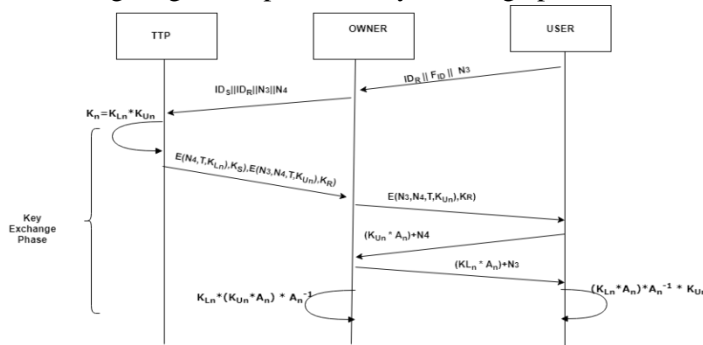 TTP
OWNER
USER
ID_R || F_ID || N3
ID_S||ID_R||N3||N4
K_n=K_Ln*K_Un
E(N4,T,K_Ln),K_S),E(N3,N4,T,K_Un),K_R)
E(N3,N4,T,K_Un),K_R)
Key
Exchange
Phase
(K_Un * A_n)+N4
(KL_n * A_n)+N3
K_Ln*(K_Un*A_n) * A_n^-1
(K_Ln*A_n)*A_n^-1 * K_Un